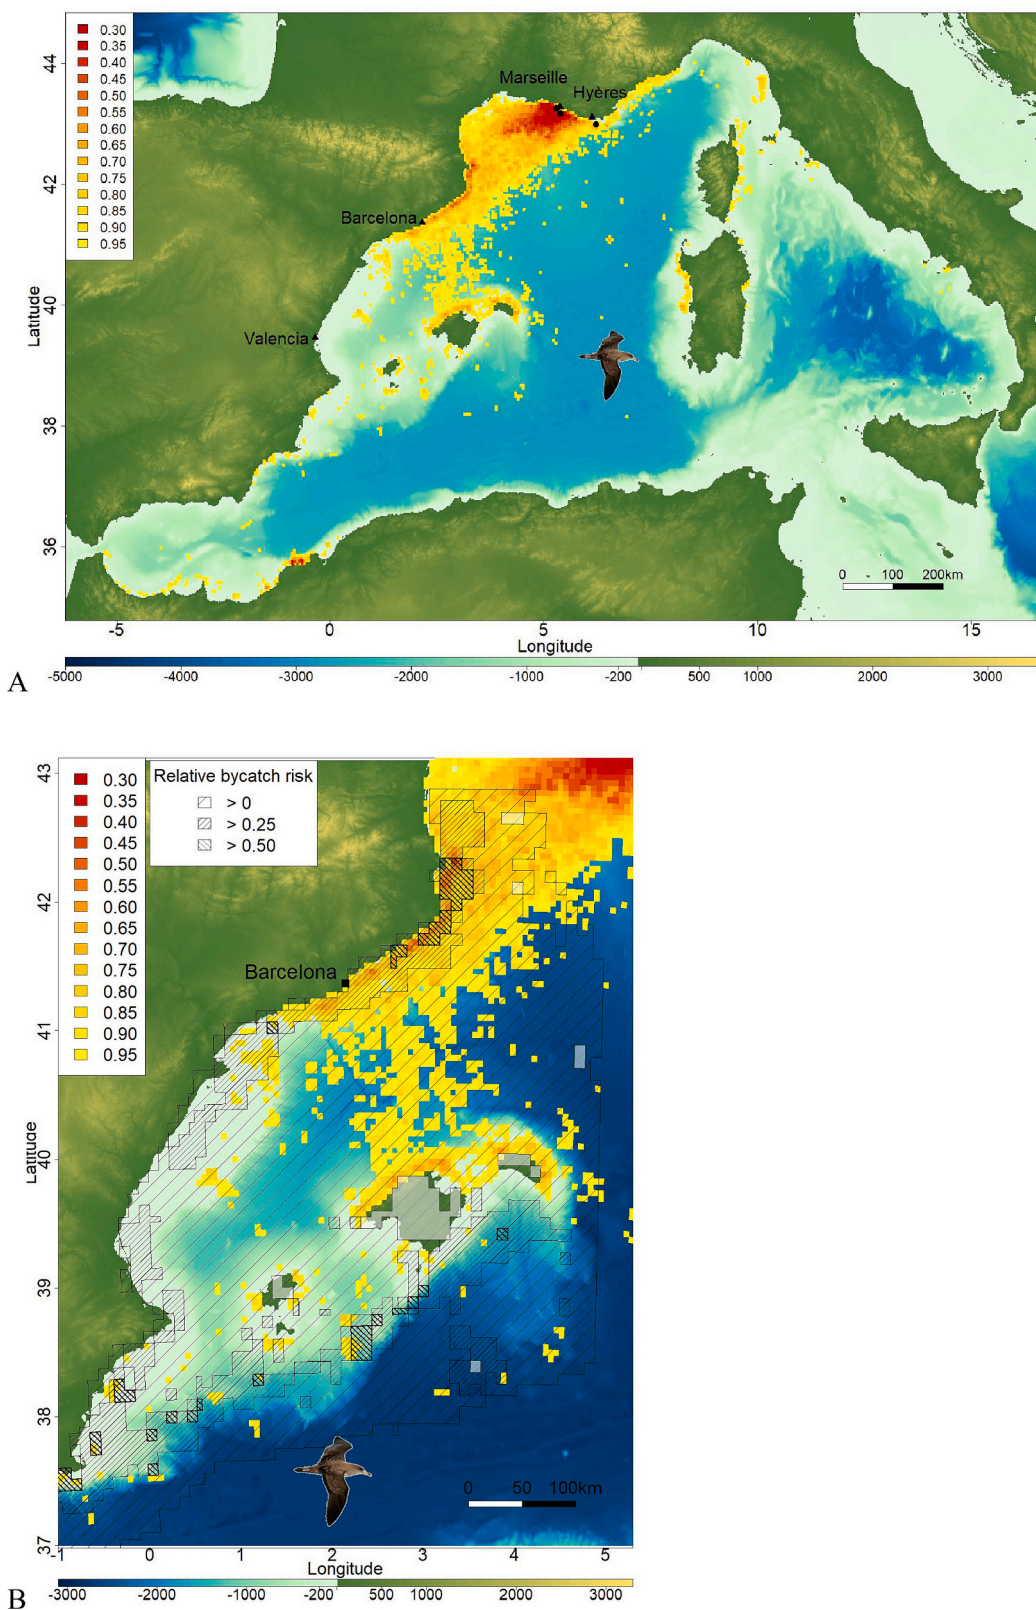 0.30
0.35
0.40
0.45
0.50
0.55
0.60
0.65
0.70
0.75
0.80
0.85
0.90
0.95
Marseille
Hyères
Barcelona
Valencia
44
42
40
38
36
Latitude
0 100 200km
-5 0 5 10 15
Longitude
-5000 -4000 -3000 -2000 -1000 -200 500 1000 2000 3000
A
0.30
0.35
0.40
0.45
0.50
0.55
0.60
0.65
0.70
0.75
0.80
0.85
0.90
0.95
Relative bycatch risk
> 0
> 0.25
> 0.50
Barcelona
43
42
41
40
39
38
37
Latitude
0 50 100km
-1 0 1 2 3 4 5
Longitude
-3000 -2000 -1000 -200 500 1000 2000 3000
B